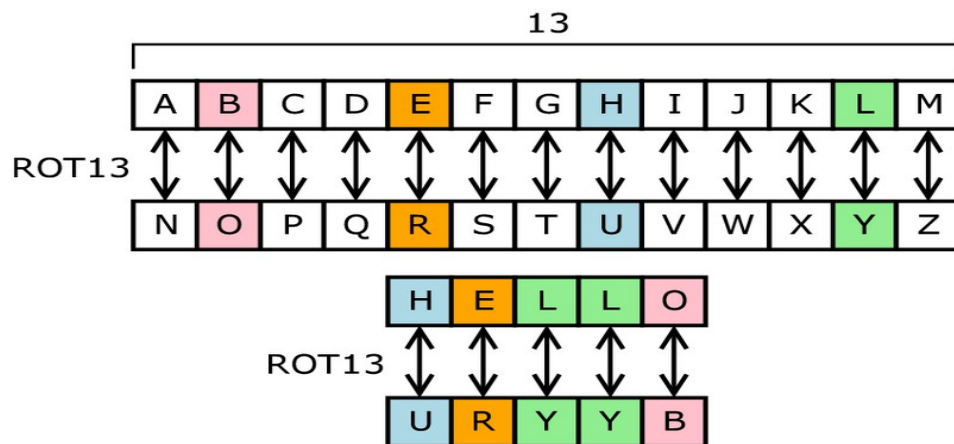 13
A B C D E F G H I J K L M
ROT13
N O P Q R S T U V W X Y Z
H E L L O
ROT13
U R Y Y B